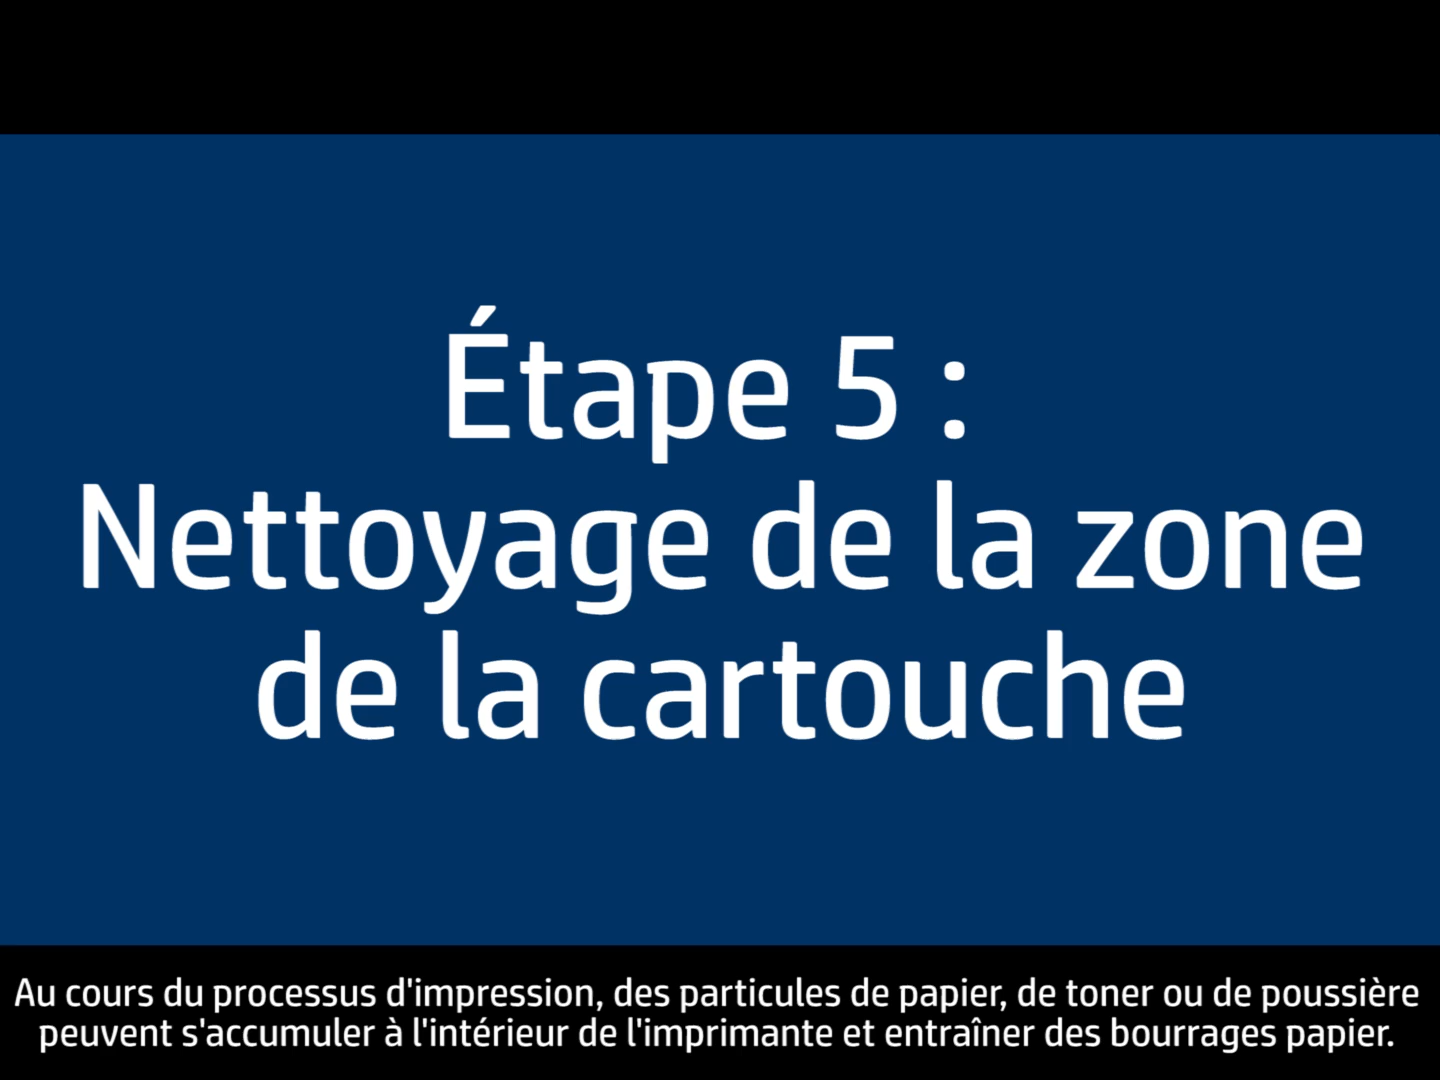 Étape 5 :
Nettoyage de la zone
de la cartouche
Au cours du processus d'impression, des particules de papier, de toner ou de poussière
peuvent s'accumuler à l'intérieur de l'imprimante et entraîner des bourrages papier.